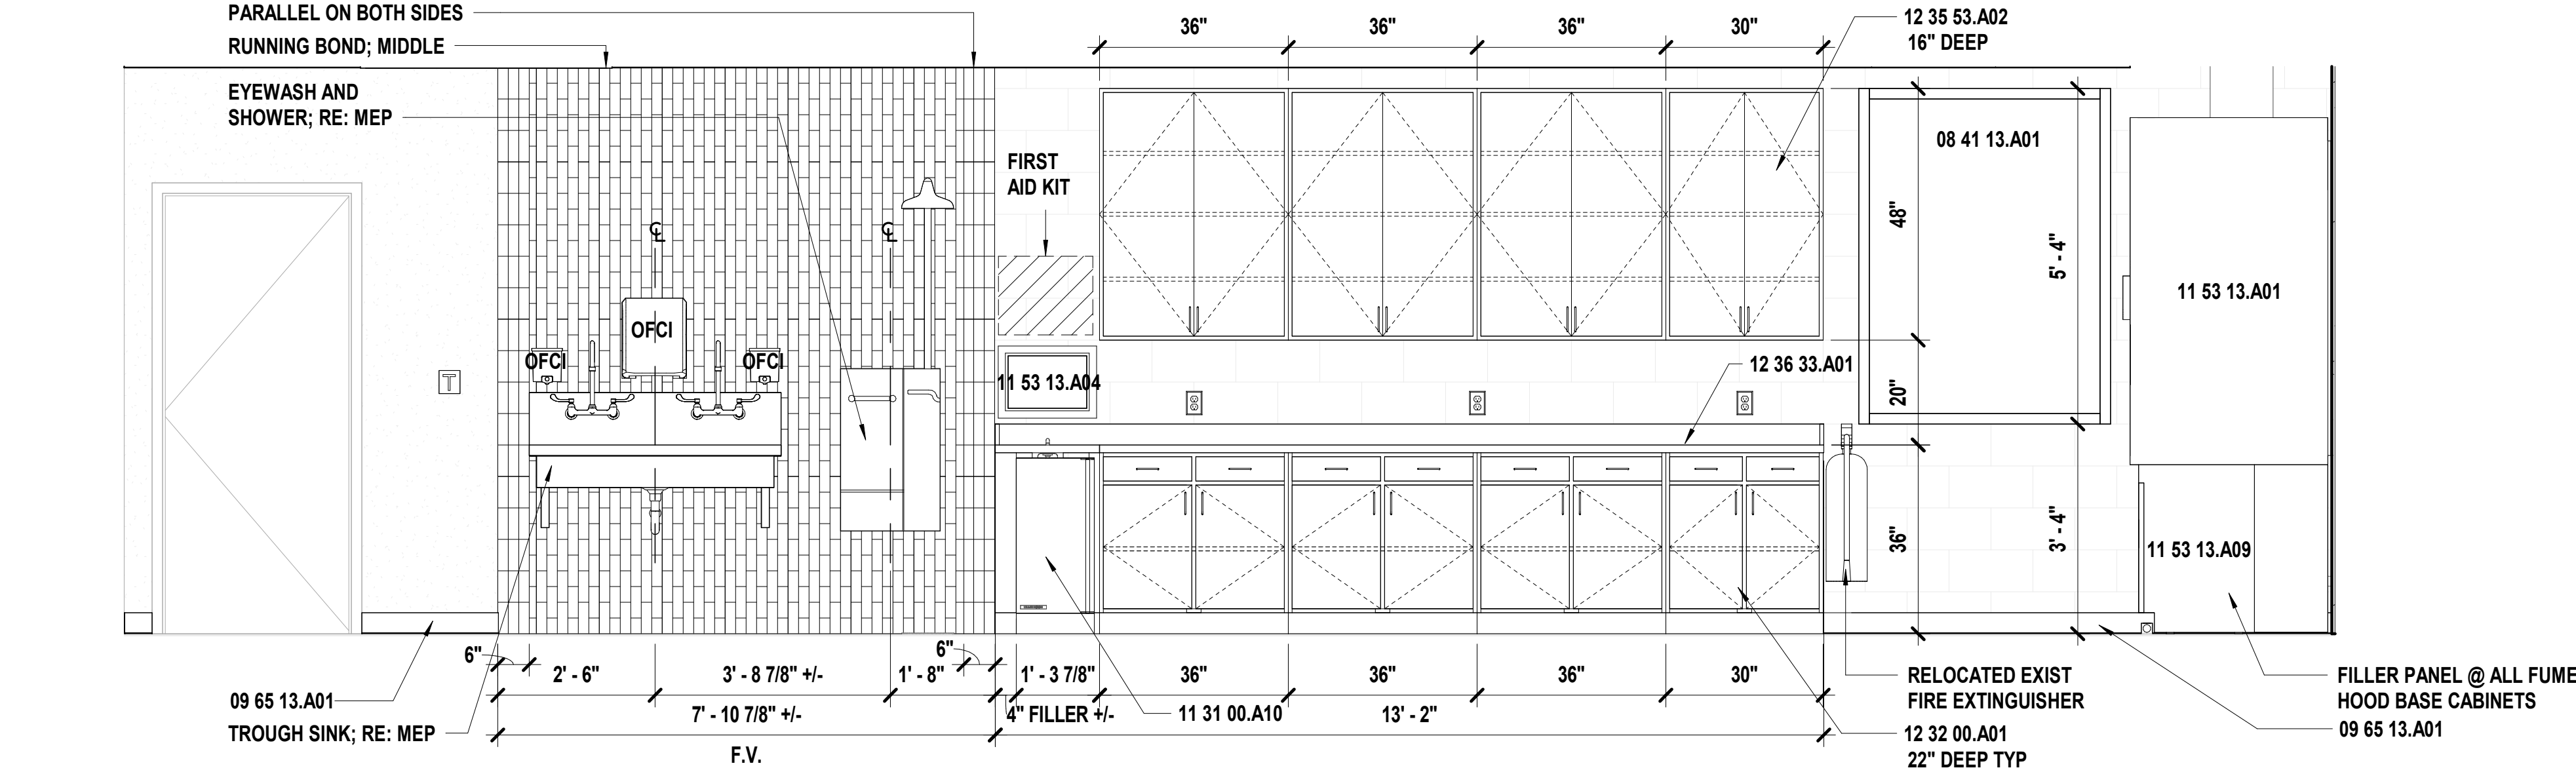 PARALLEL ON BOTH SIDES
RUNNING BOND; MIDDLE
EYEWASH AND
SHOWER; RE: MEP
36"
36"
36"
30"
12 35 53.A02
16" DEEP
FIRST
AID KIT
08 41 13.A01
48"
5' - 4"
11 53 13.A01
OFCI
OFCI
OFCI
T
11 53 13.A04
12 36 33.A01
20"
36"
3' - 4"
11 53 13.A09
6"
2' - 6"
3' - 8 7/8" +/-
1' - 8"
6"
1' - 3 7/8"
36"
36"
36"
30"
09 65 13.A01
TROUGH SINK; RE: MEP
7' - 10 7/8" +/-
4" FILLER +/-
11 31 00.A10
13' - 2"
F.V.
RELOCATED EXIST
FIRE EXTINGUISHER
12 32 00.A01
22" DEEP TYP
FILLER PANEL @ ALL FUME
HOOD BASE CABINETS
09 65 13.A01